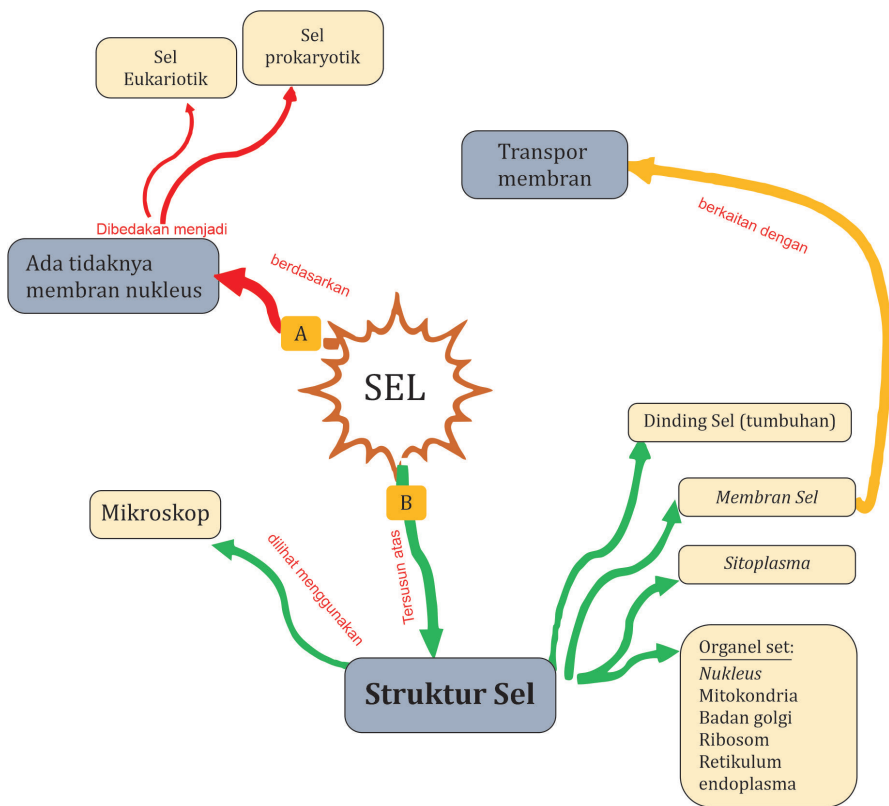 Sel
Eukariotik
Sel
prokaryotik
Dibedakan menjadi
Ada tidaknya
membran nukleus
berdasarkan
A
Transpor
membran
berkaitan dengan
SEL
B
Tersusun atas
Mikroskop
dilihat menggunakan
Struktur Sel
Dinding Sel (tumbuhan)
Membran Sel
Sitoplasma
Organel set:
Nukleus
Mitokondria
Badan golgi
Ribosom
Retikulum
endoplasma